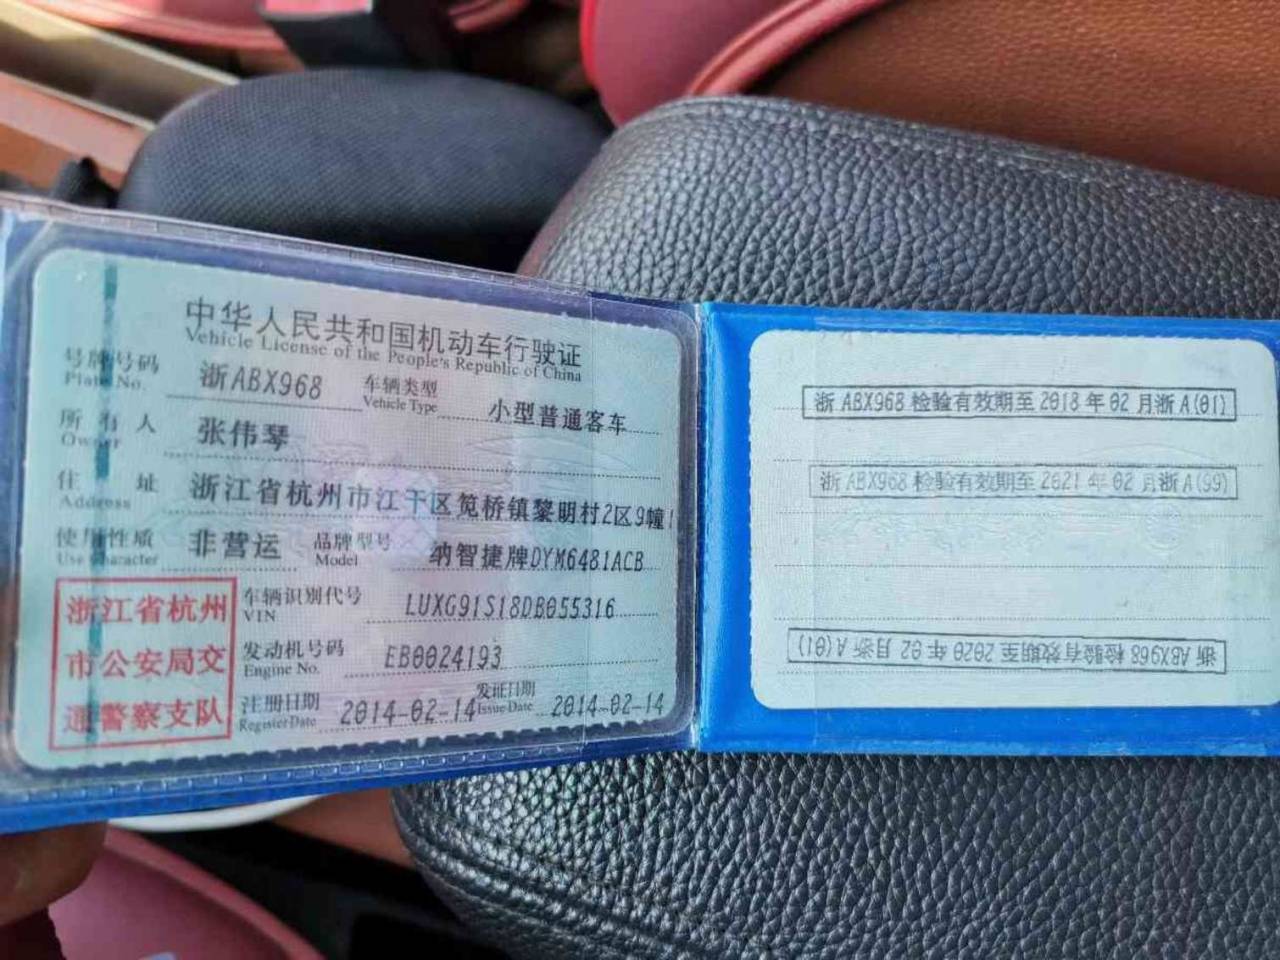 中华人民共和国机动车行驶证
Vehicle License of the People's Republic of China
号牌号码 浙ABX968 车辆类型 小型普通客车
Plate No. Vehicle Type
所有人 张伟琴
Owner
住址 浙江省杭州市江干区笕桥镇黎明村2区9幢1
Address
使用性质 非营运 品牌型号 纳智捷牌DYM6481ACB
Use Character Model
浙江省杭州
市公安局交
通警察支队
车辆识别代号 LUXG91S18DB055316
VIN
发动机号码 EB0024193
Engine No.
注册日期 2014-02-14 发证日期 2014-02-14
Register Date Issue Date
浙ABX968检验有效期至2018年02月浙A(01)
浙ABX968检验有效期至2021年02月浙A(99)
浙ABX968检验有效期至2020年02月浙A(01)